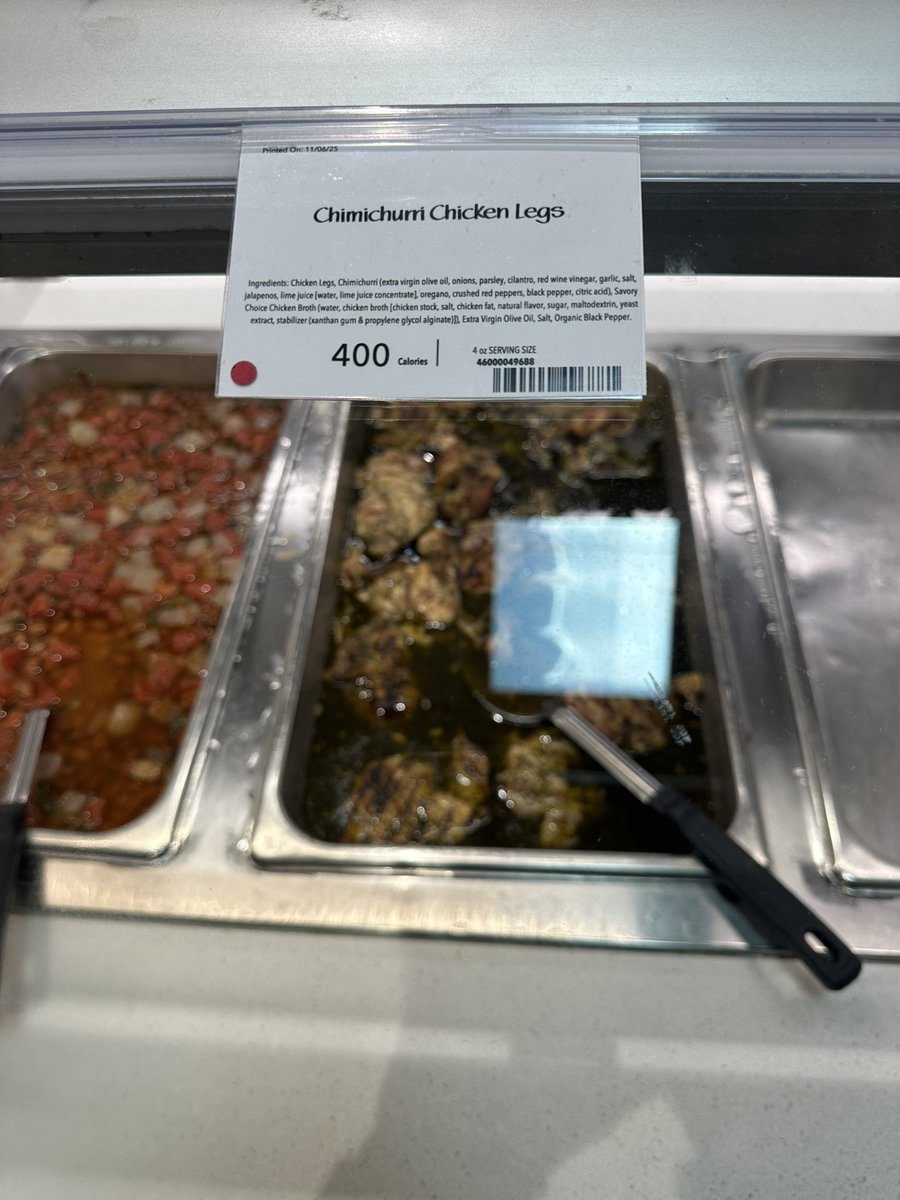 Printed On: 11/06/25
Chimichurri Chicken Legs
Ingredients: Chicken Legs, Chimichurri (extra virgin olive oil, onions, parsley, cilantro, red wine vinegar, garlic, salt,
jalapenos, lime juice [water, lime juice concentrate], oregano, crushed red peppers, black pepper, citric acid), Savory
Choice Chicken Broth (water, chicken broth [chicken stock, salt, chicken fat, natural flavor, sugar, maltodextrin, yeast
extract, stabilizer (xanthan gum & propylene glycol alginate)]), Extra Virgin Olive Oil, Salt, Organic Black Pepper.
400 Calories
4 oz SERVING SIZE
46000049688